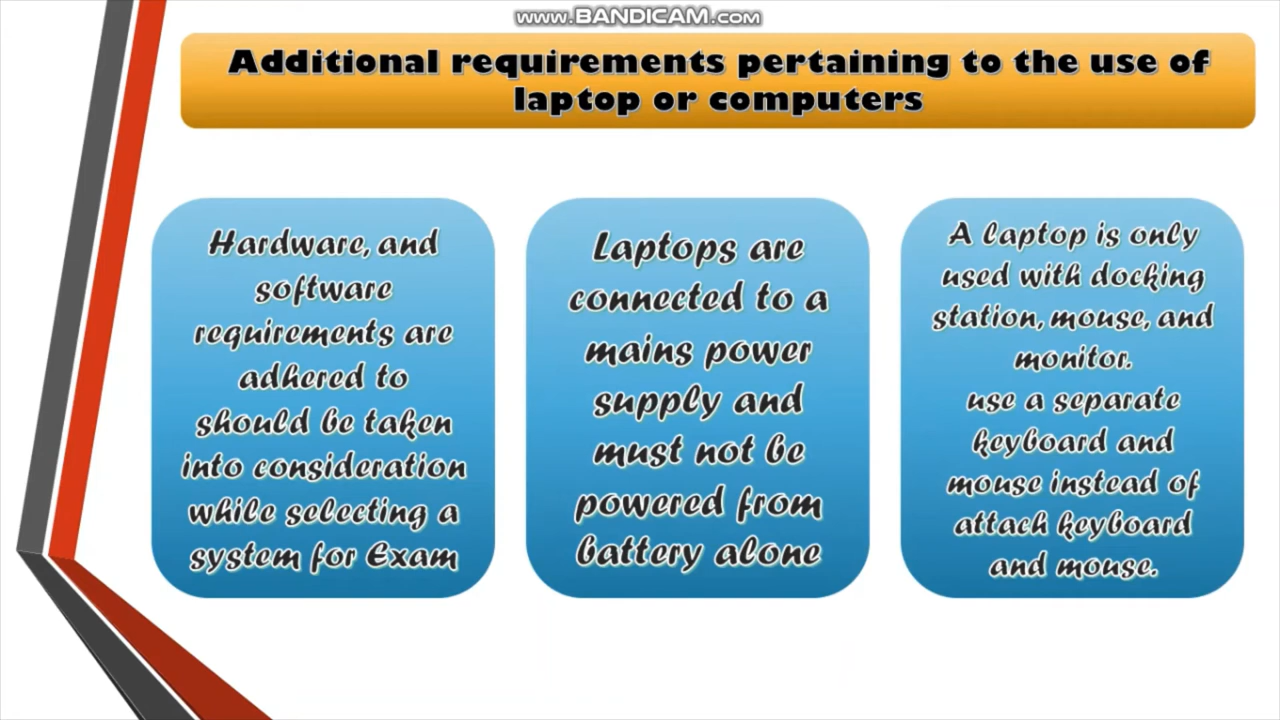 www.BANDICAM.com
Additional requirements pertaining to the use of
laptop or computers
Hardware, and
software
requirements are
adhered to
should be taken
into consideration
while selecting a
system for Exam
Laptops are
connected to a
mains power
supply and
must not be
powered from
battery alone
A laptop is only
used with docking
station, mouse, and
monitor.
use a separate
keyboard and
mouse instead of
attach keyboard
and mouse.